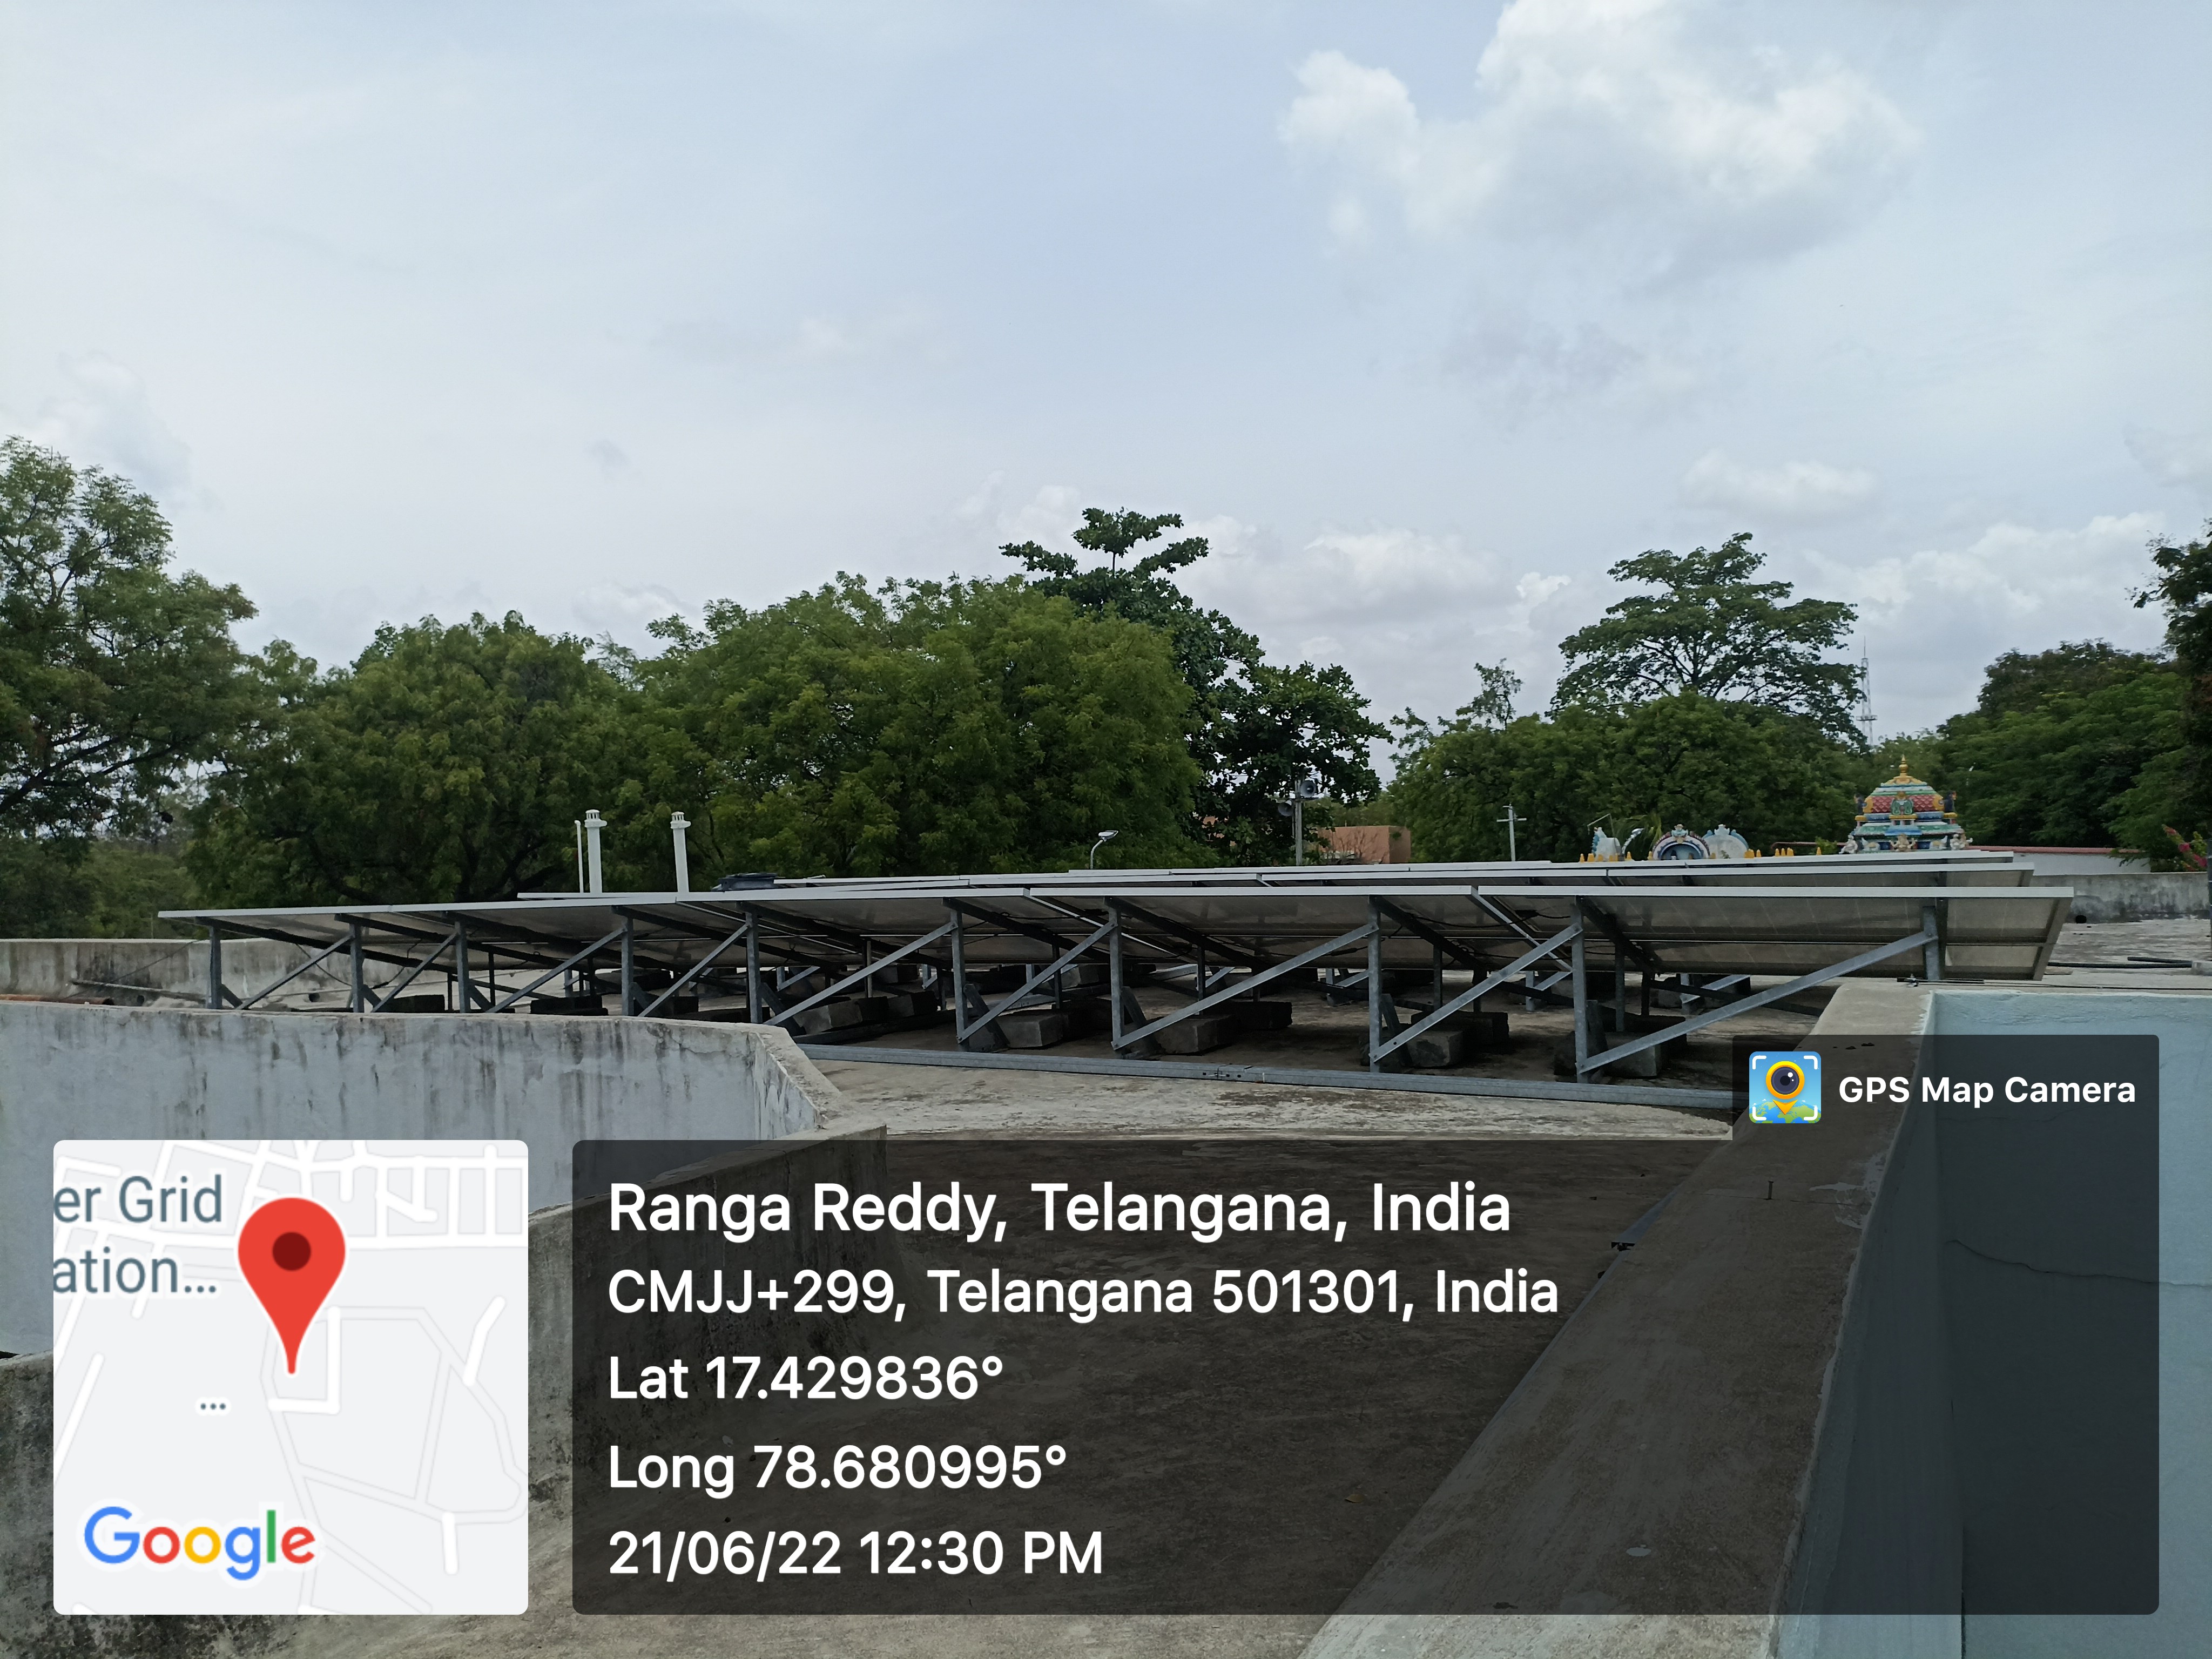 GPS Map Camera
er Grid
ation...
...
Google
Ranga Reddy, Telangana, India
CMJJ+299, Telangana 501301, India
Lat 17.429836°
Long 78.680995°
21/06/22 12:30 PM